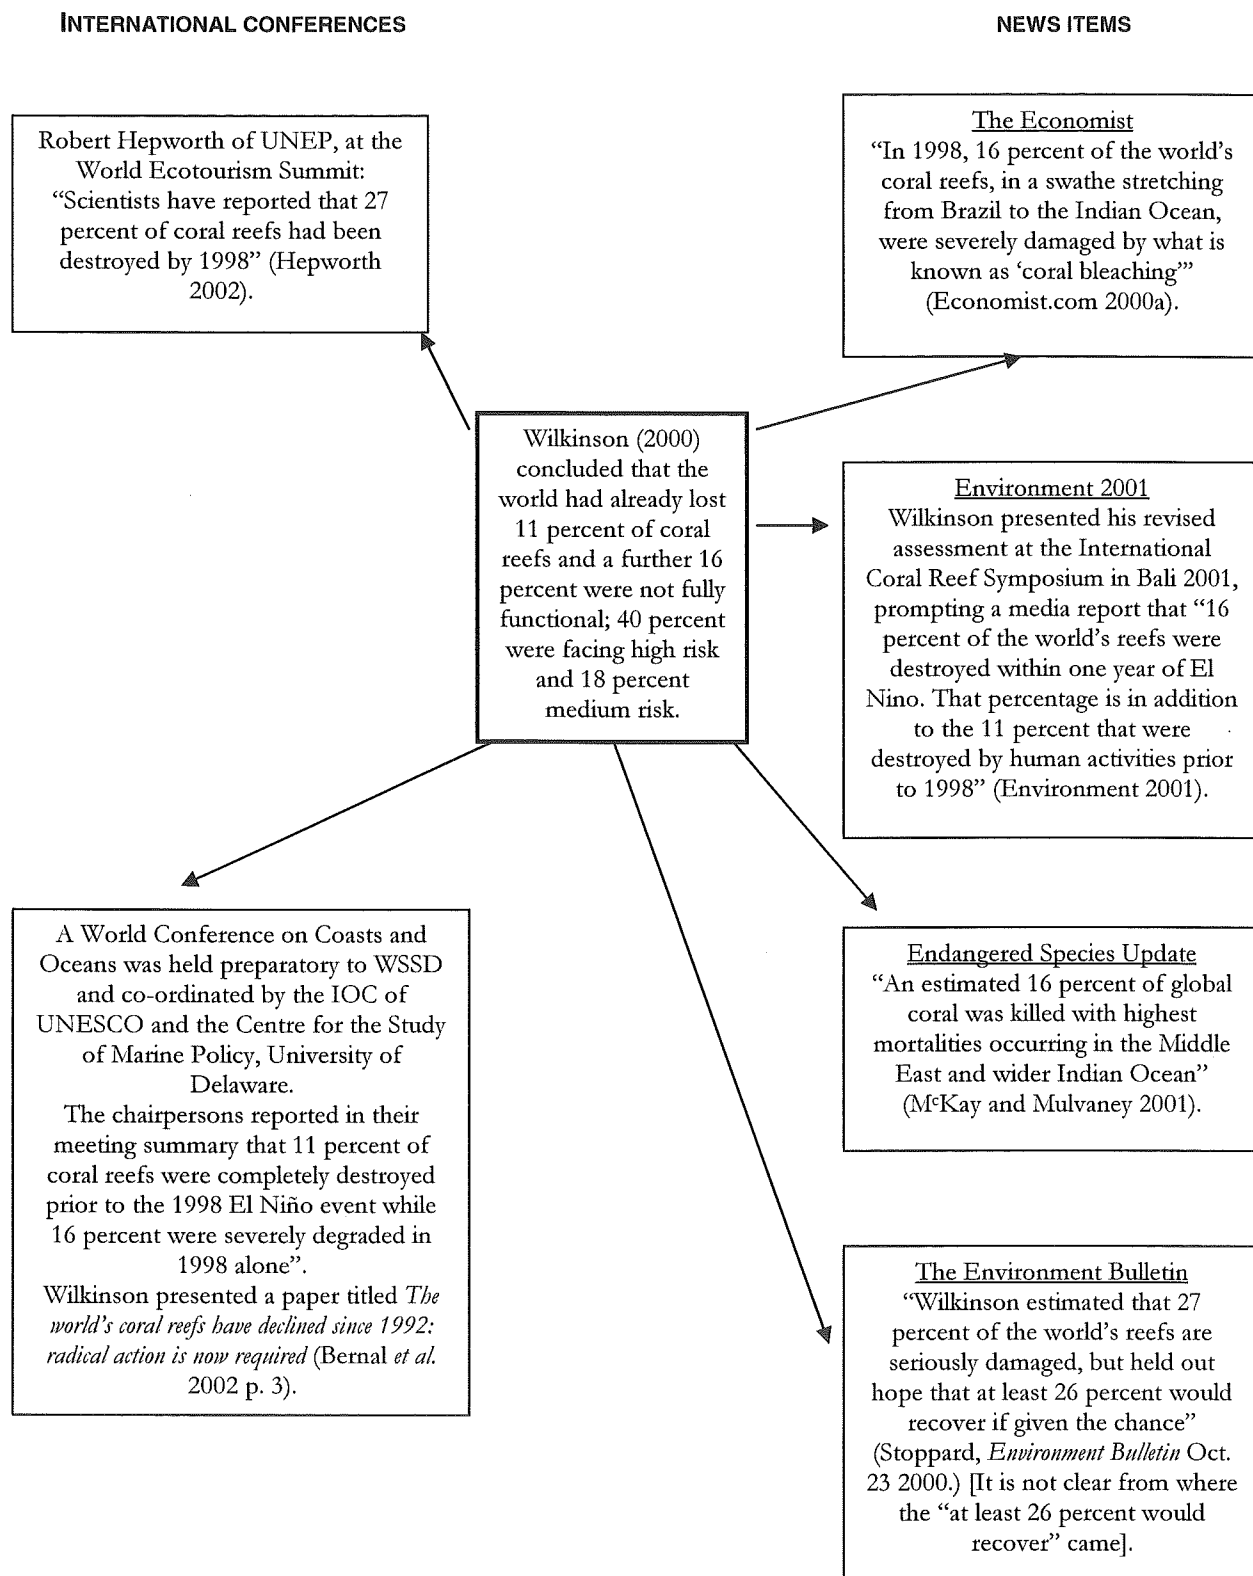 INTERNATIONAL CONFERENCES
NEWS ITEMS
Robert Hepworth of UNEP, at the
World Ecotourism Summit:
“Scientists have reported that 27
percent of coral reefs had been
destroyed by 1998” (Hepworth
2002).
The Economist
“In 1998, 16 percent of the world’s
coral reefs, in a swathe stretching
from Brazil to the Indian Ocean,
were severely damaged by what is
known as ‘coral bleaching’”
(Economist.com 2000a).
Wilkinson (2000)
concluded that the
world had already lost
11 percent of coral
reefs and a further 16
percent were not fully
functional; 40 percent
were facing high risk
and 18 percent
medium risk.
Environment 2001
Wilkinson presented his revised
assessment at the International
Coral Reef Symposium in Bali 2001,
prompting a media report that “16
percent of the world’s reefs were
destroyed within one year of El
Nino. That percentage is in addition
to the 11 percent that were
destroyed by human activities prior
to 1998” (Environment 2001).
A World Conference on Coasts and
Oceans was held preparatory to WSSD
and co-ordinated by the IOC of
UNESCO and the Centre for the Study
of Marine Policy, University of
Delaware.
The chairpersons reported in their
meeting summary that 11 percent of
coral reefs were completely destroyed
prior to the 1998 El Niño event while
16 percent were severely degraded in
1998 alone”.
Wilkinson presented a paper titled The
world’s coral reefs have declined since 1992:
radical action is now required (Bernal et al.
2002 p. 3).
Endangered Species Update
“An estimated 16 percent of global
coral was killed with highest
mortalities occurring in the Middle
East and wider Indian Ocean”
(McKay and Mulvaney 2001).
The Environment Bulletin
“Wilkinson estimated that 27
percent of the world’s reefs are
seriously damaged, but held out
hope that at least 26 percent would
recover if given the chance”
(Stoppard, Environment Bulletin Oct.
23 2000.) [It is not clear from where
the “at least 26 percent would
recover” came].